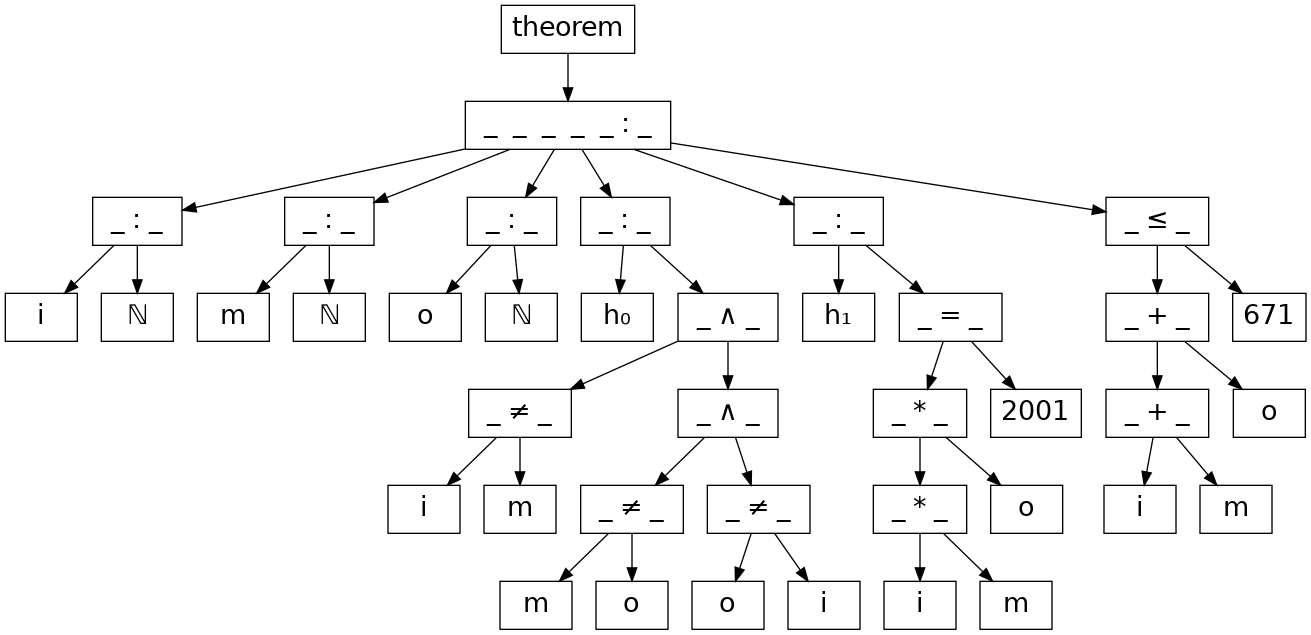 theorem
_ _ _ _ _ : _
_ : _ _ : _ _ : _ _ : _ _ : _ _ ≤ _
i ℕ m ℕ o ℕ h₀ _ ∧ _ h₁ _ = _ _ + _ 671
_ ≠ _ _ ∧ _ _ * _ 2001 _ + _ o
i m _ ≠ _ _ ≠ _ _ * _ o i m
m o o i i m